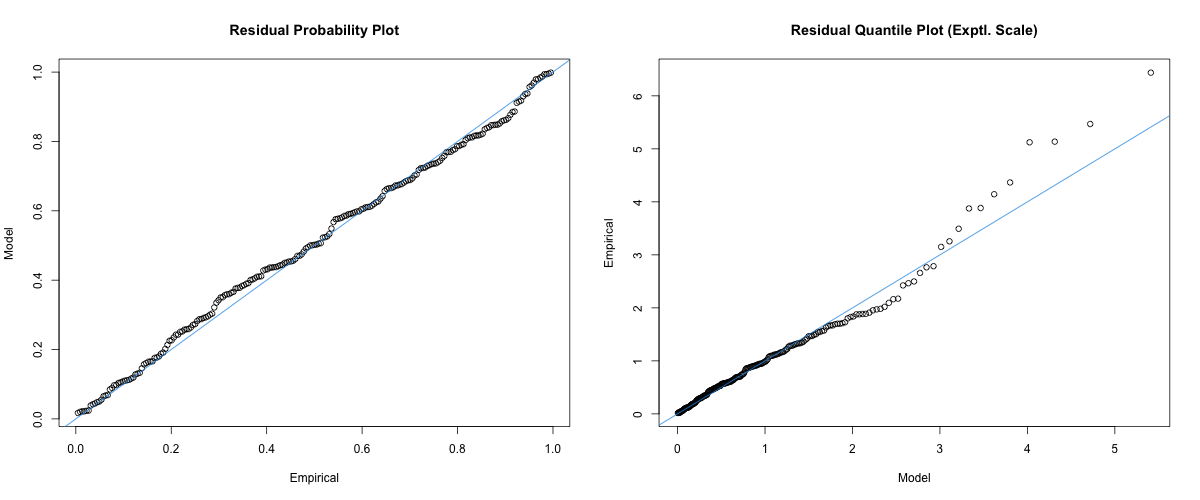 Residual Probability Plot
Model
1.0
0.8
0.6
0.4
0.2
0.0
0.0 0.2 0.4 0.6 0.8 1.0
Empirical
Residual Quantile Plot (Exptl. Scale)
Empirical
6
5
4
3
2
1
0
0 1 2 3 4 5
Model